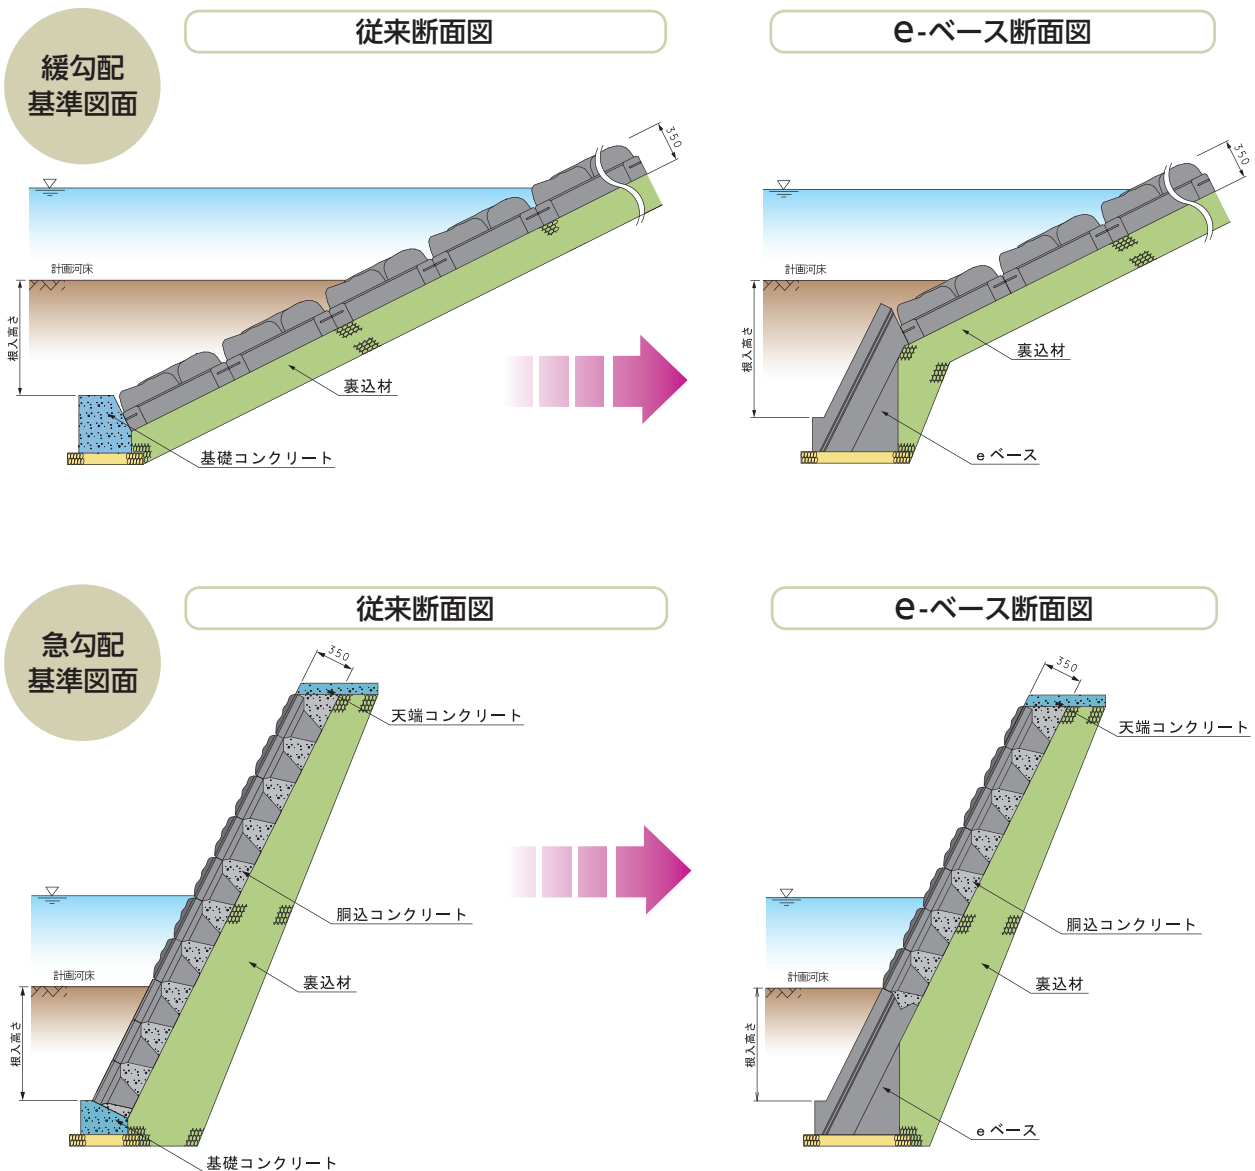 緩勾配
基準図面
従来断面図
e-ベース断面図
350
計画河床
根入高さ
裏込材
基礎コンクリート
350
計画河床
根入高さ
裏込材
eベース
急勾配
基準図面
従来断面図
e-ベース断面図
350
天端コンクリート
胴込コンクリート
計画河床
裏込材
根入高さ
基礎コンクリート
350
天端コンクリート
胴込コンクリート
計画河床
裏込材
根入高さ
eベース